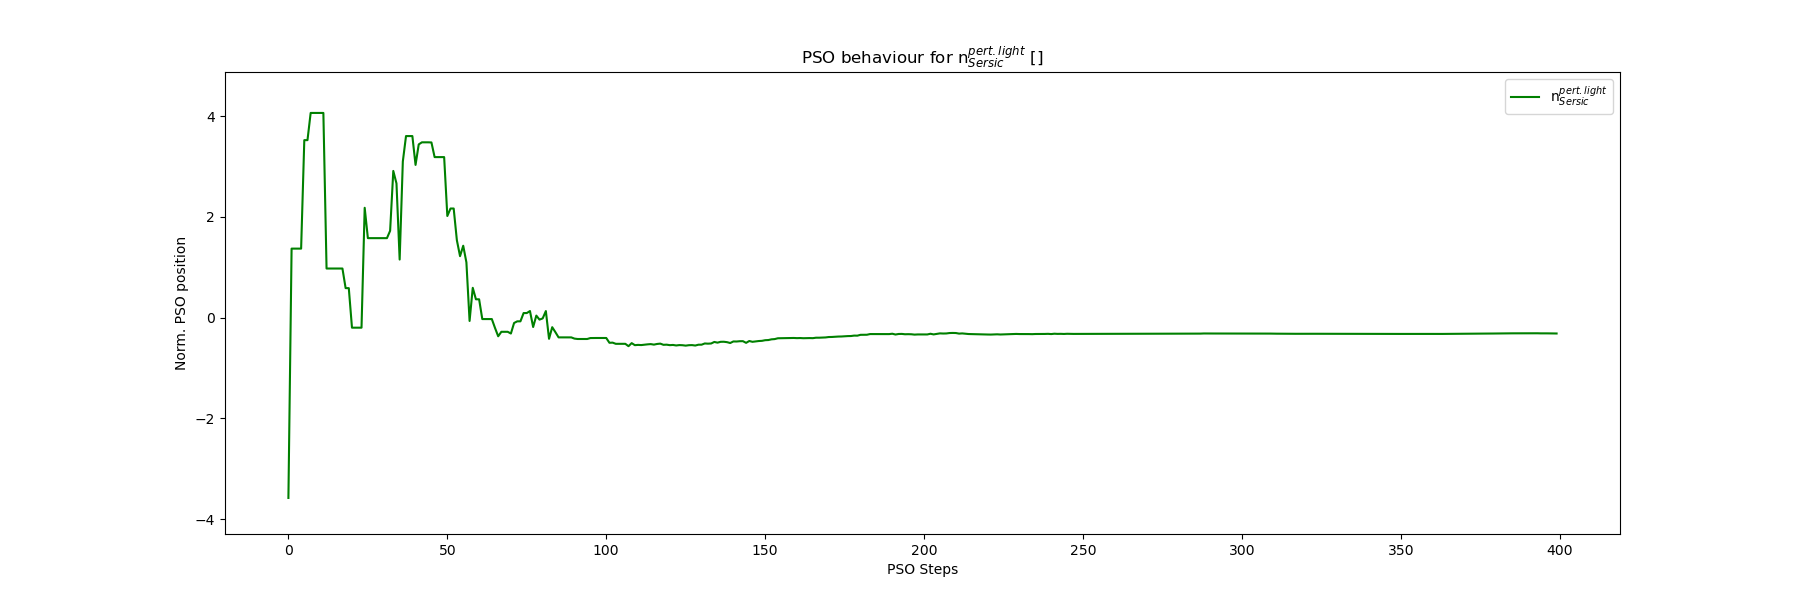 PSO behaviour for n$_{Sersic}^{pert. light}$ []
n$_{Sersic}^{pert. light}$
Norm. PSO position
4
2
0
−2
−4
0 50 100 150 200 250 300 350 400
PSO Steps